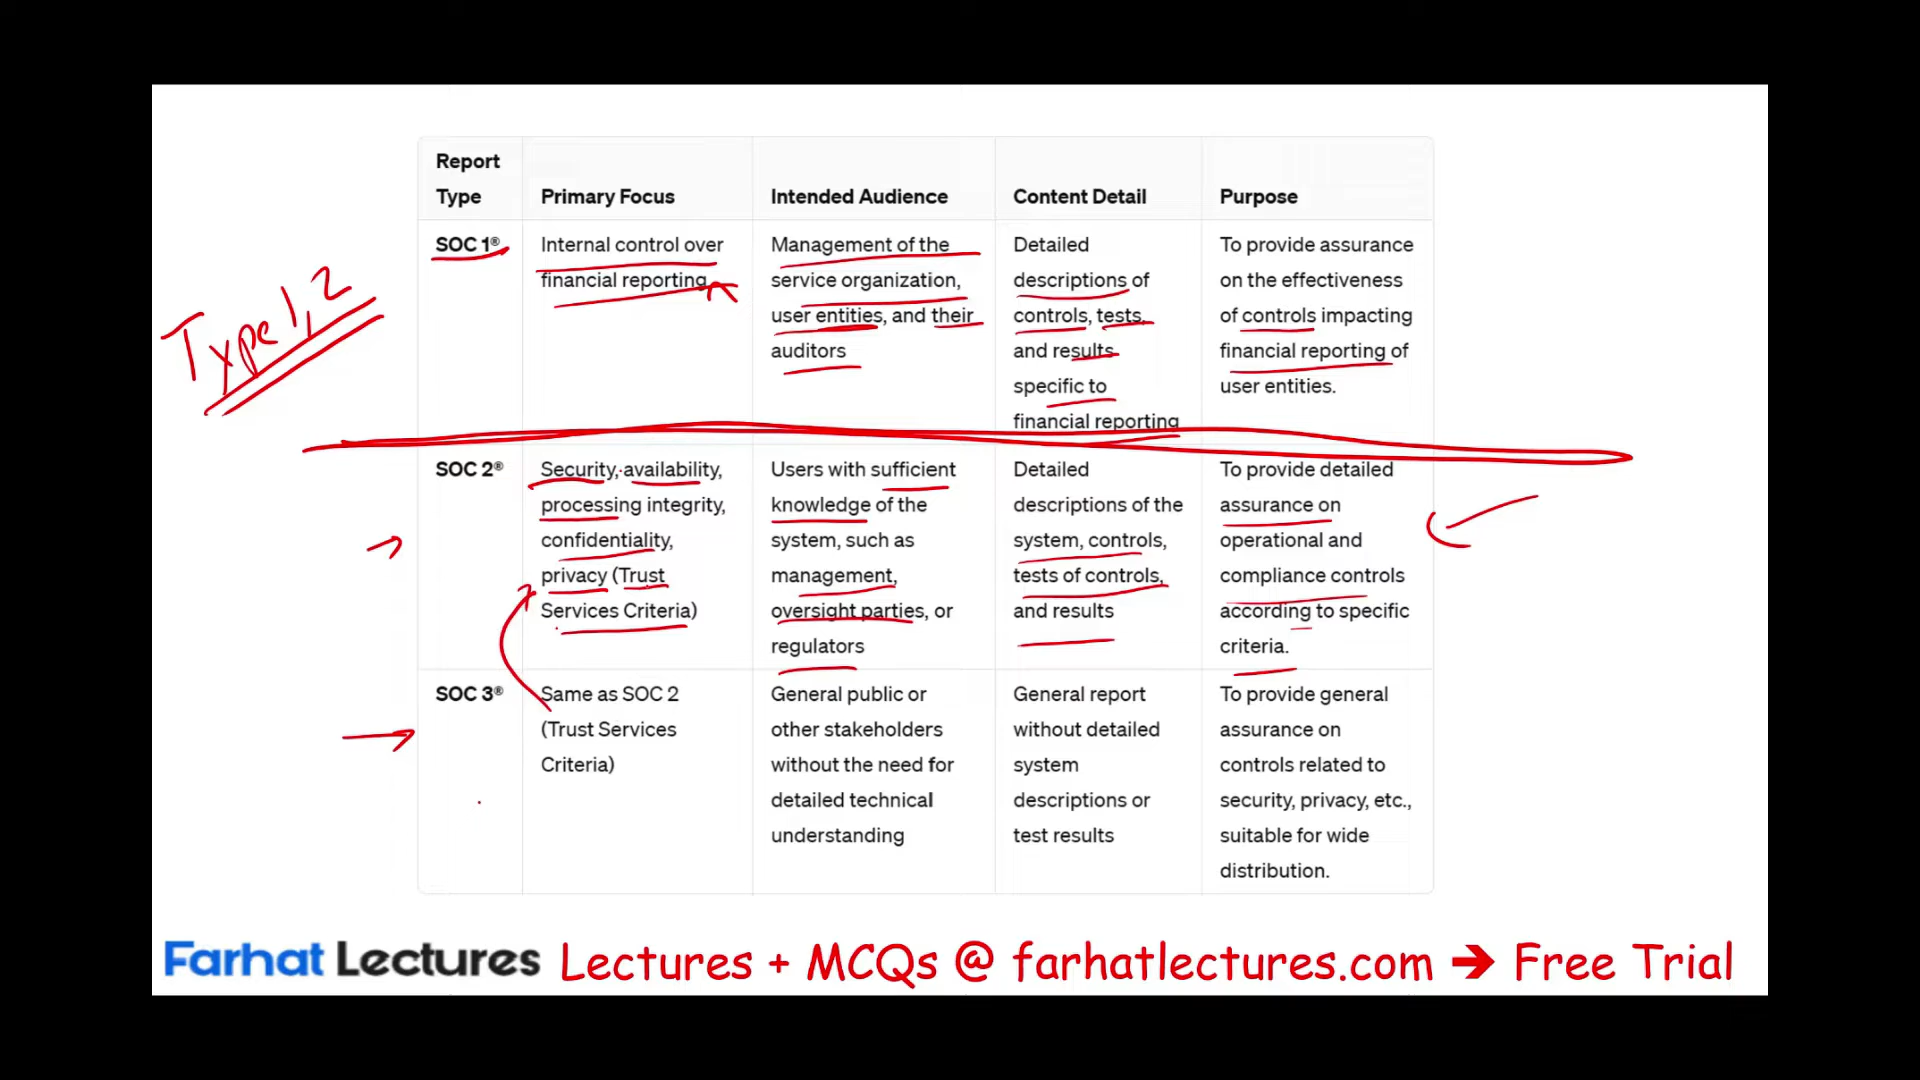 Report
Type
Primary Focus
Intended Audience
Content Detail
Purpose
SOC 1®
Internal control over
financial reporting
Management of the
service organization,
user entities, and their
auditors
Detailed
descriptions of
controls, tests,
and results
specific to
financial reporting
To provide assurance
on the effectiveness
of controls impacting
financial reporting of
user entities.
Type 1, 2
SOC 2®
Security, availability,
processing integrity,
confidentiality,
privacy (Trust
Services Criteria)
Users with sufficient
knowledge of the
system, such as
management,
oversight parties, or
regulators
Detailed
descriptions of the
system, controls,
tests of controls,
and results
To provide detailed
assurance on
operational and
compliance controls
according to specific
criteria.
SOC 3®
Same as SOC 2
(Trust Services
Criteria)
General public or
other stakeholders
without the need for
detailed technical
understanding
General report
without detailed
system
descriptions or
test results
To provide general
assurance on
controls related to
security, privacy, etc.,
suitable for wide
distribution.
Farhat Lectures Lectures + MCQs @ farhatlectures.com → Free Trial